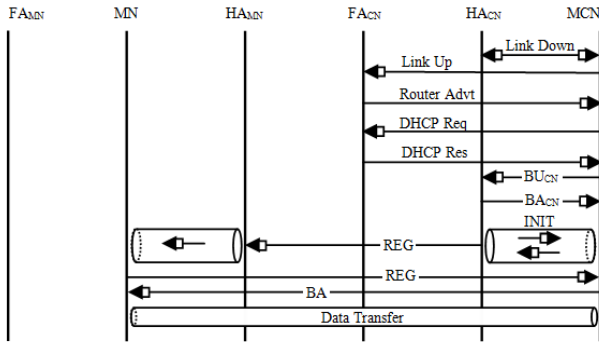 FAMN MN HAMN FACN HACN MCN
Link Down
Link Up
Router Advt
DHCP Req
DHCP Res
BUCN
BACN
INIT
REG
REG
BA
Data Transfer